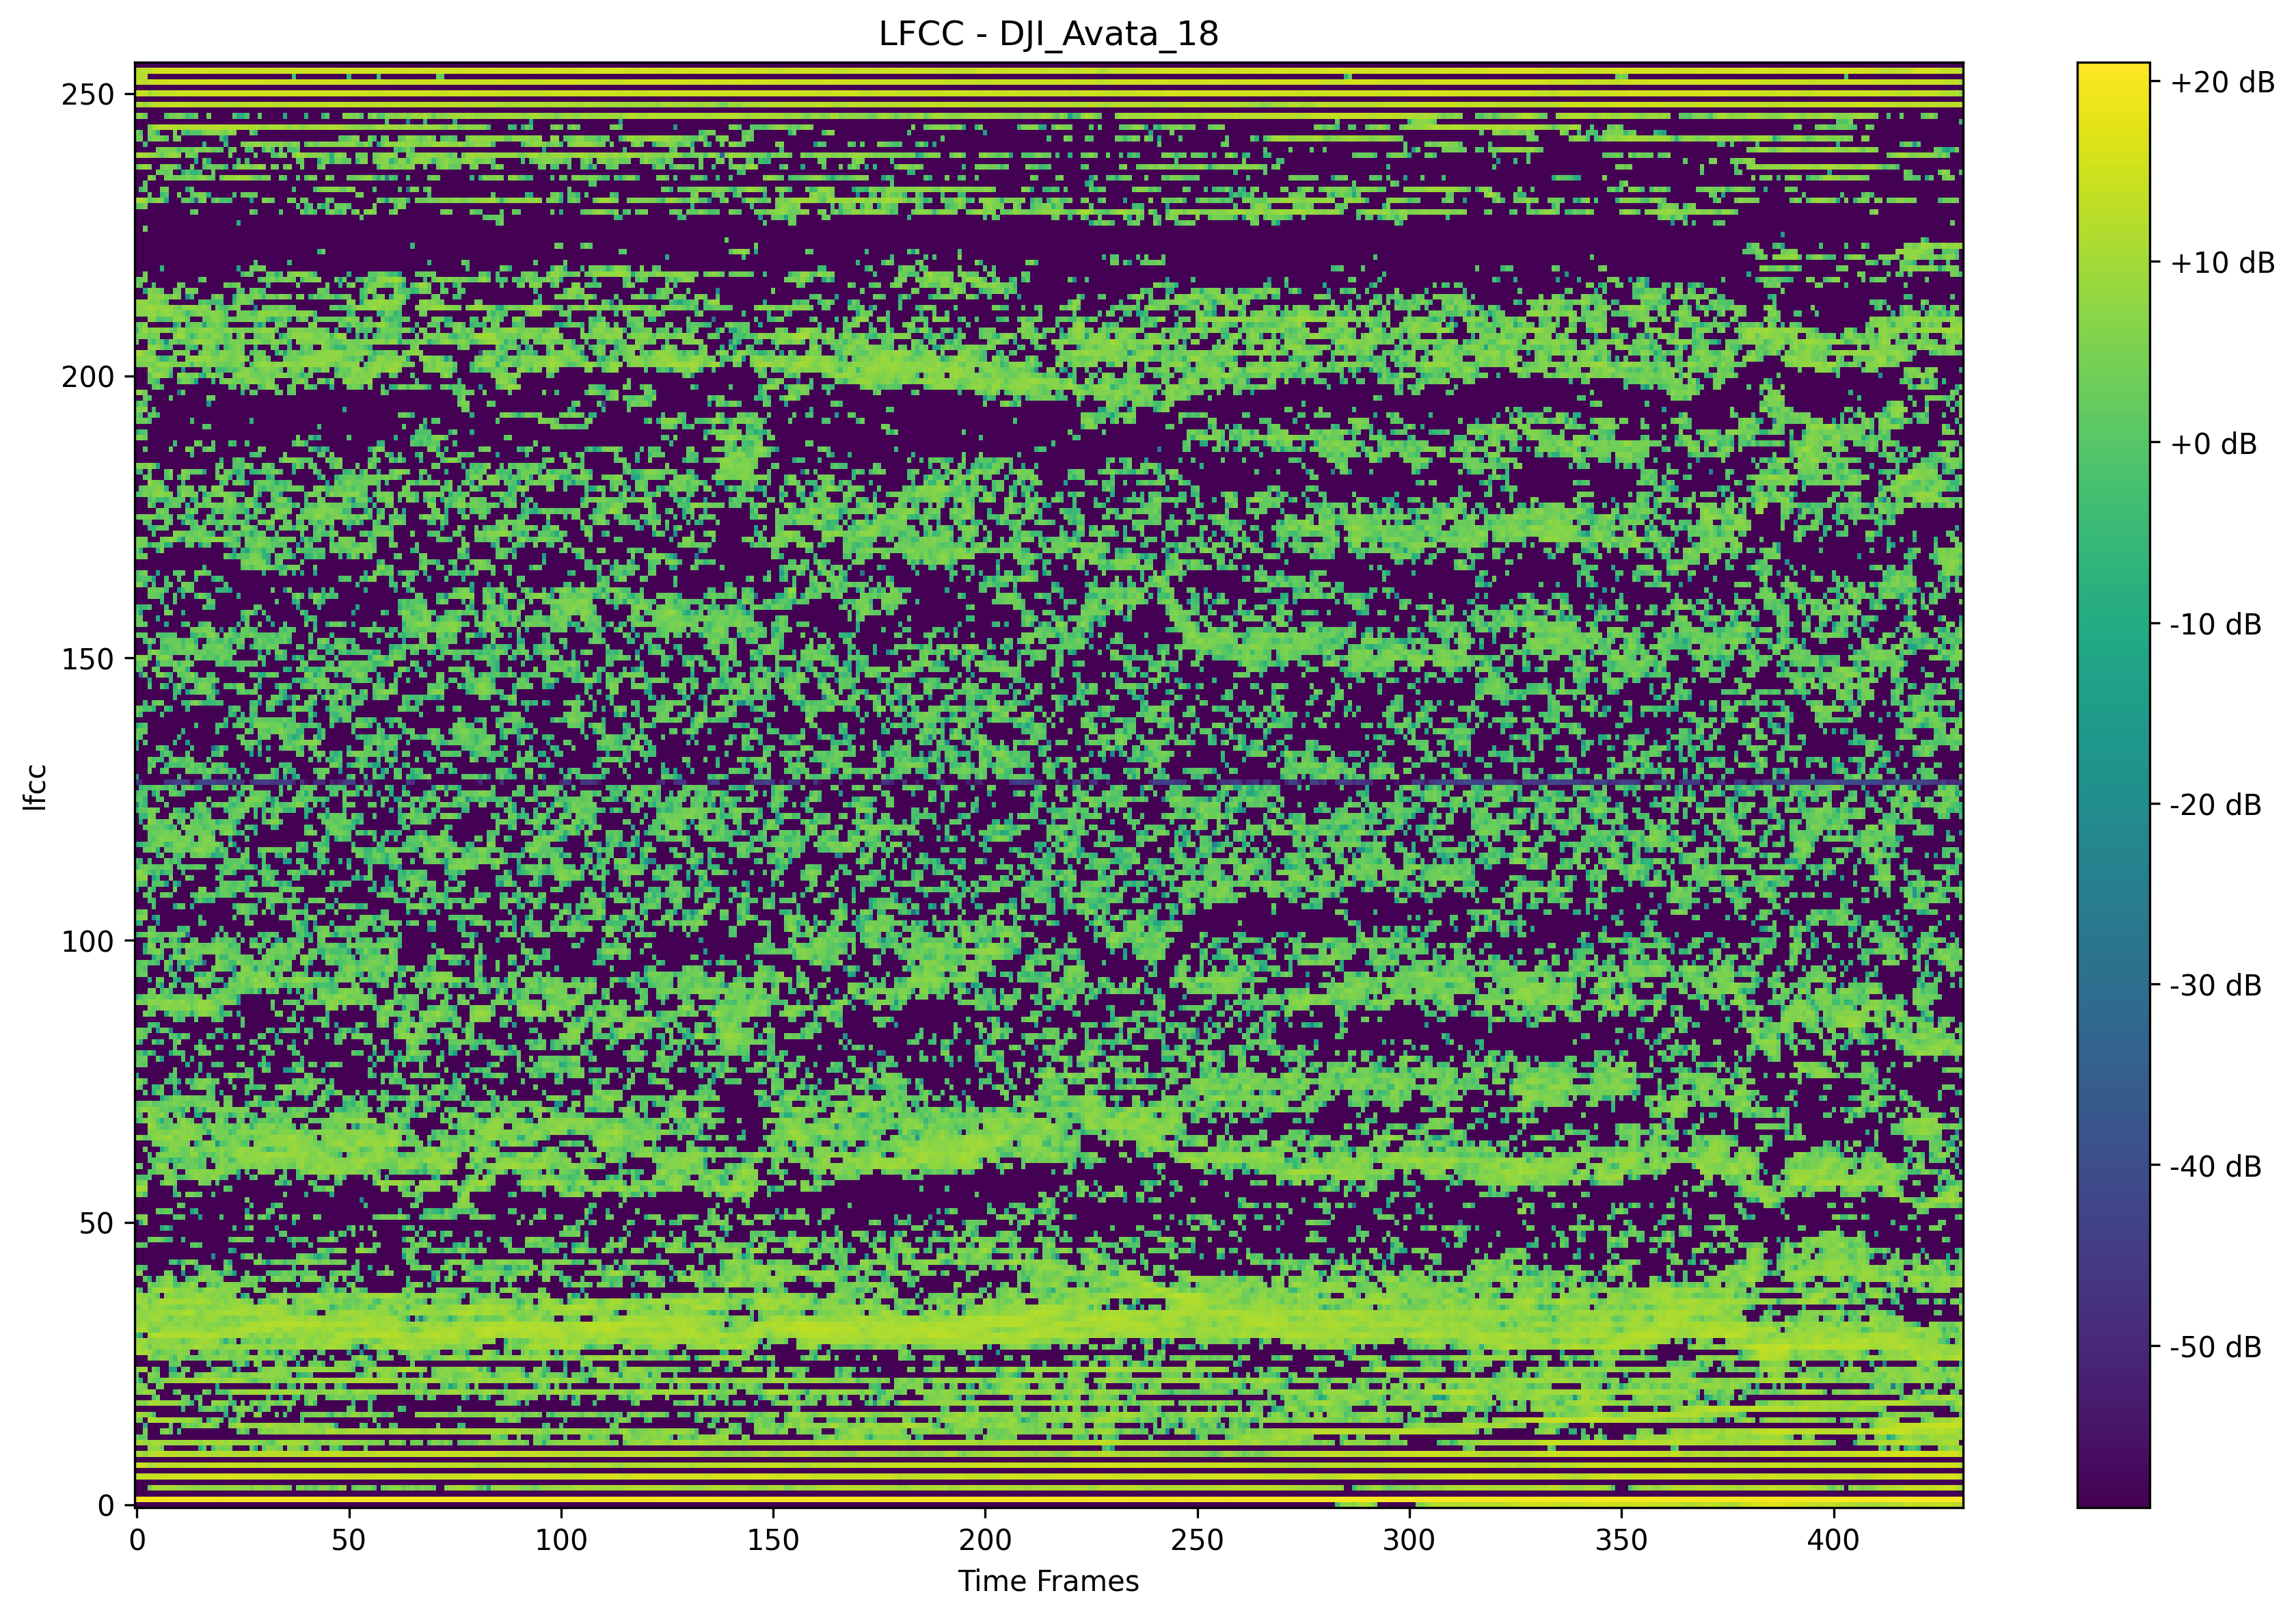 LFCC - DJI_Avata_18
250
200
150
100
50
0
lfcc
0 50 100 150 200 250 300 350 400
Time Frames
+20 dB
+10 dB
+0 dB
-10 dB
-20 dB
-30 dB
-40 dB
-50 dB